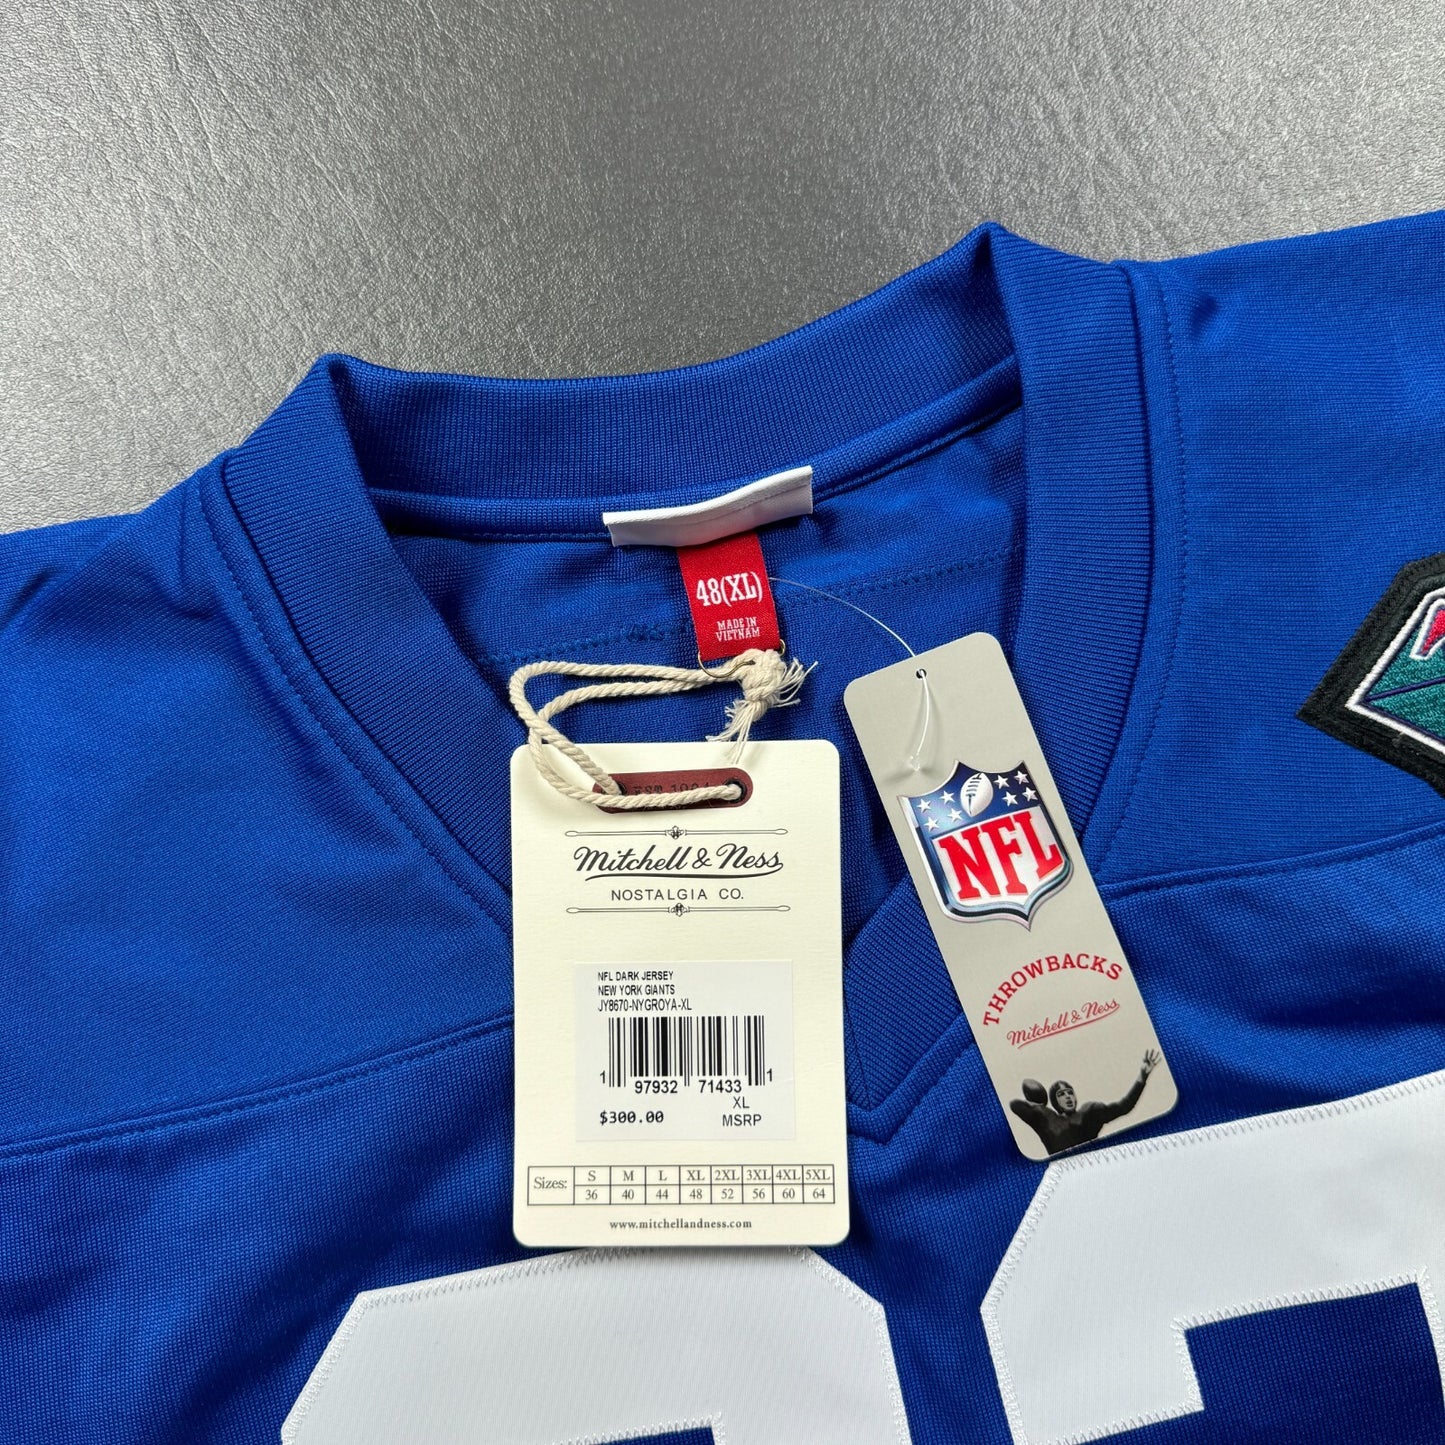 48(XL)
MADE IN
VIETNAM
Mitchell & Ness
NOSTALGIA CO.
NFL DARK JERSEY
NEW YORK GIANTS
JY8670-NYGROYA-XL
1 97932 71433 1
XL
$300.00 MSRP
Sizes: S M L XL 2XL 3XL 4XL 5XL
36 40 44 48 52 56 60 64
www.mitchellandness.com
NFL
THROWBACKS
Mitchell & Ness